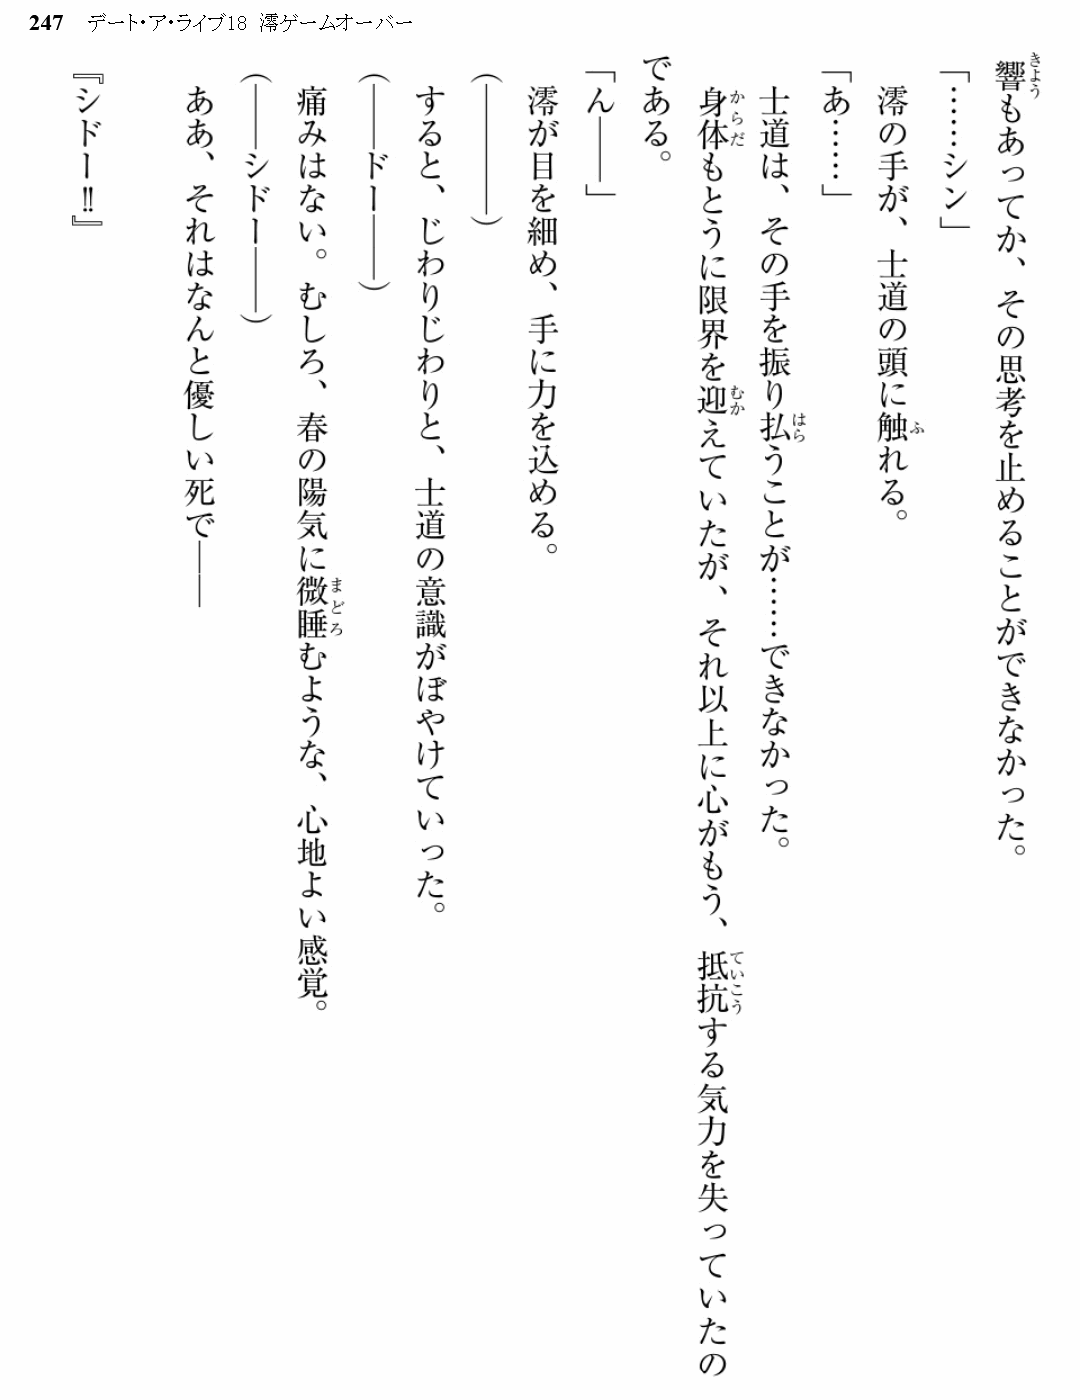 247 デート・ア・ライブ18 澪ゲームオーバー
響もあってか、その思考を止めることができなかった。
「……シン」
澪の手が、士道の頭に触れる。
「あ……」
士道は、その手を振り払うことが……できなかった。
身体もとうに限界を迎えていたが、それ以上に心がもう、抵抗する気力を失っていたの
である。
「ん――」
澪が目を細め、手に力を込める。
（――――）
すると、じわりじわりと、士道の意識がぼやけていった。
（――ドー――）
痛みはない。むしろ、春の陽気に微睡むような、心地よい感覚。
（――シドー――）
ああ、それはなんと優しい死で――
『シドー‼』